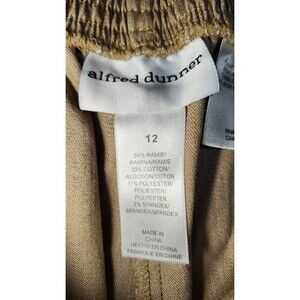 alfred dunner
12
54% RAMIE/
RAMINA/RAMIE
33% COTTON/
ALGODON/COTON
11% POLYESTER/
POLIESTER/
POLYESTER
2% SPANDEX/
SPANDEX/SPANDEX
MADE IN
CHINA
HECHO EN CHINA
FABRIQUE EN CHINE